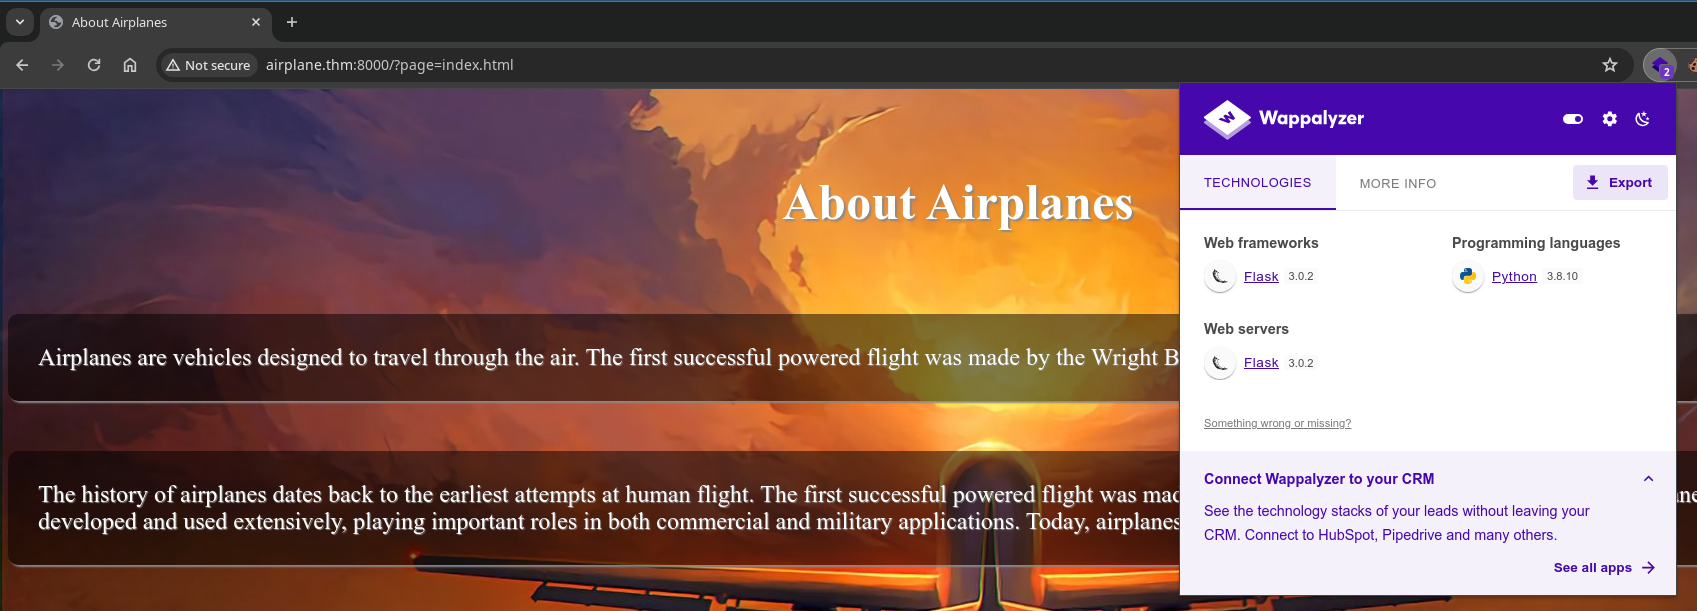 About Airplanes
Not secure
airplane.thm:8000/?page=index.html
2
Wappalyzer
TECHNOLOGIES
MORE INFO
Export
About Airplanes
Web frameworks
Programming languages
Flask 3.0.2
Python 3.8.10
Web servers
Flask 3.0.2
Something wrong or missing?
Connect Wappalyzer to your CRM
See the technology stacks of your leads without leaving your
CRM. Connect to HubSpot, Pipedrive and many others.
See all apps
Airplanes are vehicles designed to travel through the air. The first successful powered flight was made by the Wright B
The history of airplanes dates back to the earliest attempts at human flight. The first successful powered flight was mad
developed and used extensively, playing important roles in both commercial and military applications. Today, airplanes